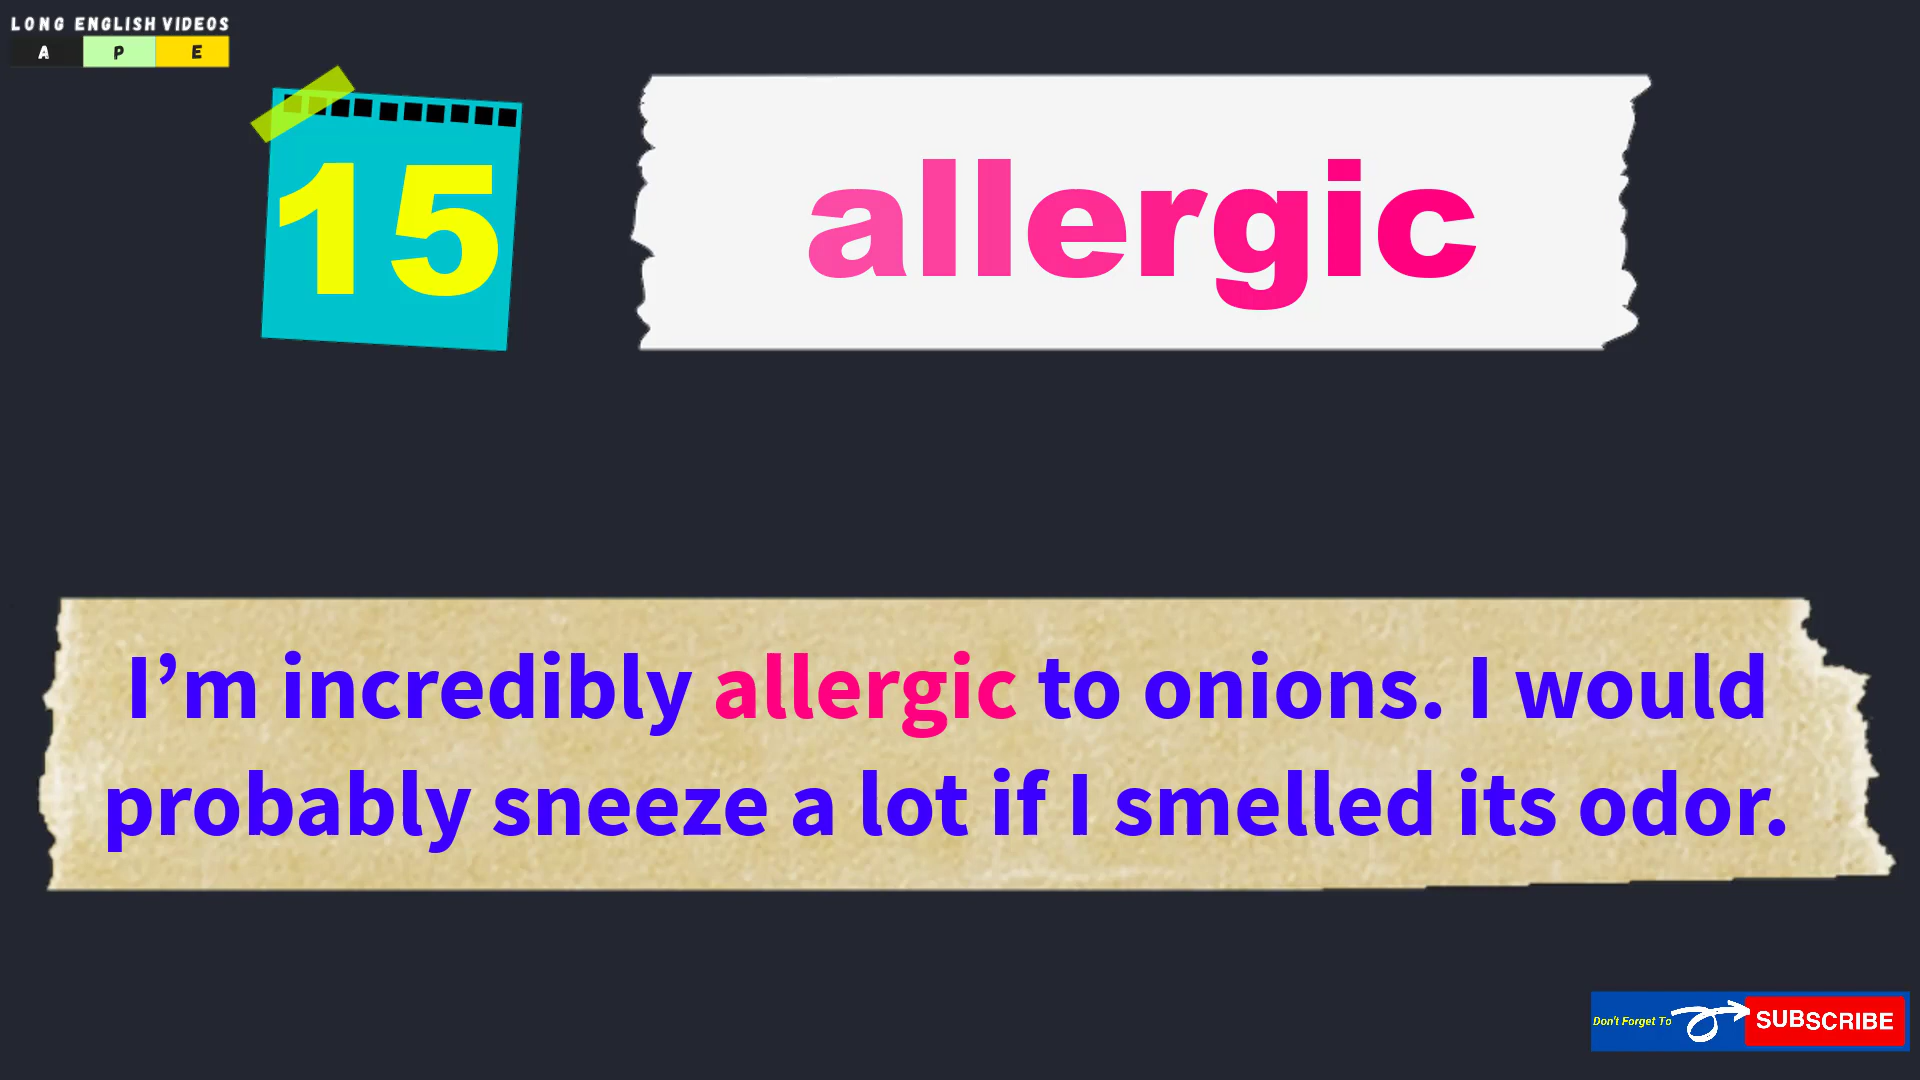 LONG ENGLISH VIDEOS
A P E
15
allergic
I’m incredibly allergic to onions. I would
probably sneeze a lot if I smelled its odor.
Don't Forget To SUBSCRIBE